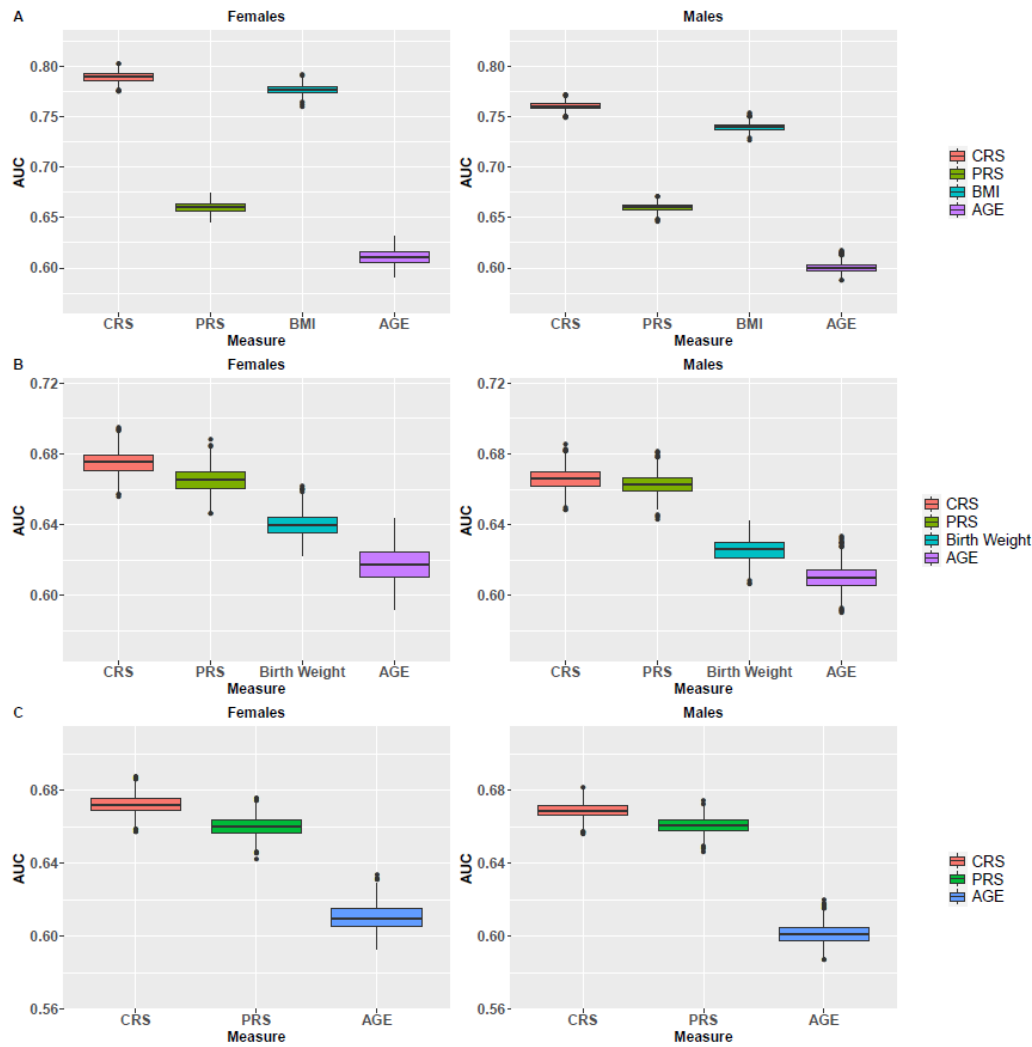 A
Females
Males
0.80
0.75
0.70
0.65
0.60
AUC
CRS
PRS
BMI
AGE
Measure
0.80
0.75
0.70
0.65
0.60
AUC
CRS
PRS
BMI
AGE
Measure
CRS
PRS
BMI
AGE
B
Females
Males
0.72
0.68
0.64
0.60
AUC
CRS
PRS
Birth Weight
AGE
Measure
0.72
0.68
0.64
0.60
AUC
CRS
PRS
Birth Weight
AGE
Measure
CRS
PRS
Birth Weight
AGE
C
Females
Males
0.68
0.64
0.60
0.56
AUC
CRS
PRS
AGE
Measure
0.68
0.64
0.60
0.56
AUC
CRS
PRS
AGE
Measure
CRS
PRS
AGE